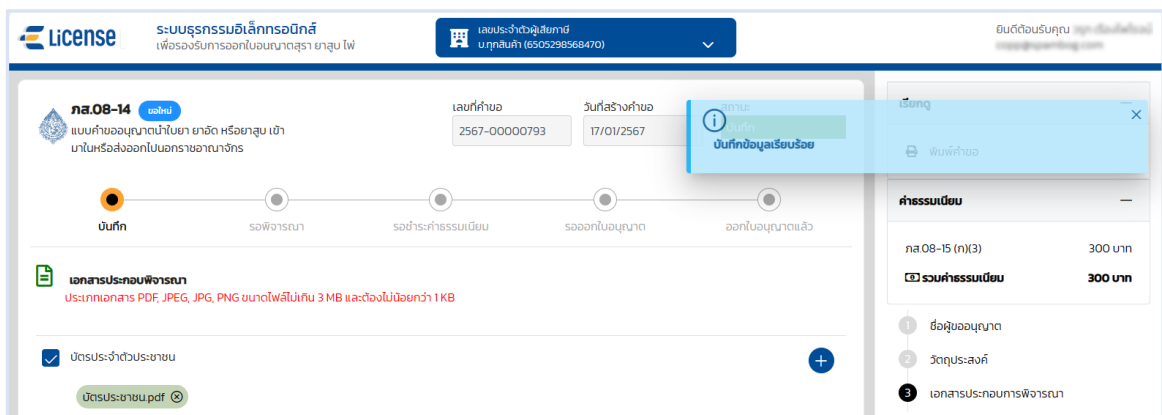 License
ระบบธุรกรรมอิเล็กทรอนิกส์
เพื่อรองรับการออกใบอนุญาตสุรา ยาสูบ ไพ่
เลขประจำตัวผู้เสียภาษี
บ.ทุกสินค้า (6505298568470)
ยินดีต้อนรับคุณ
ภส.08-14 ขอใหม่
แบบคำขออนุญาตนำใบยา ยาอัด หรือยาสูบ เข้า
มาในหรือส่งออกไปนอกราชอาณาจักร
เลขที่คำขอ
2567-00000793
วันที่สร้างคำขอ
17/01/2567
สถานะ
บันทึก
บันทึกข้อมูลเรียบร้อย
เรียกดู
พิมพ์คำขอ
บันทึก
รอพิจารณา
รอชำระค่าธรรมเนียม
รอออกใบอนุญาต
ออกใบอนุญาตแล้ว
เอกสารประกอบพิจารณา
ประเภทเอกสาร PDF, JPEG, JPG, PNG ขนาดไฟล์ไม่เกิน 3 MB และต้องไม่น้อยกว่า 1 KB
บัตรประจำตัวประชาชน
บัตรประชาชน.pdf
ค่าธรรมเนียม
ภส.08-15 (ก)(3) 300 บาท
รวมค่าธรรมเนียม 300 บาท
1 ชื่อผู้ขออนุญาต
2 วัตถุประสงค์
3 เอกสารประกอบการพิจารณา